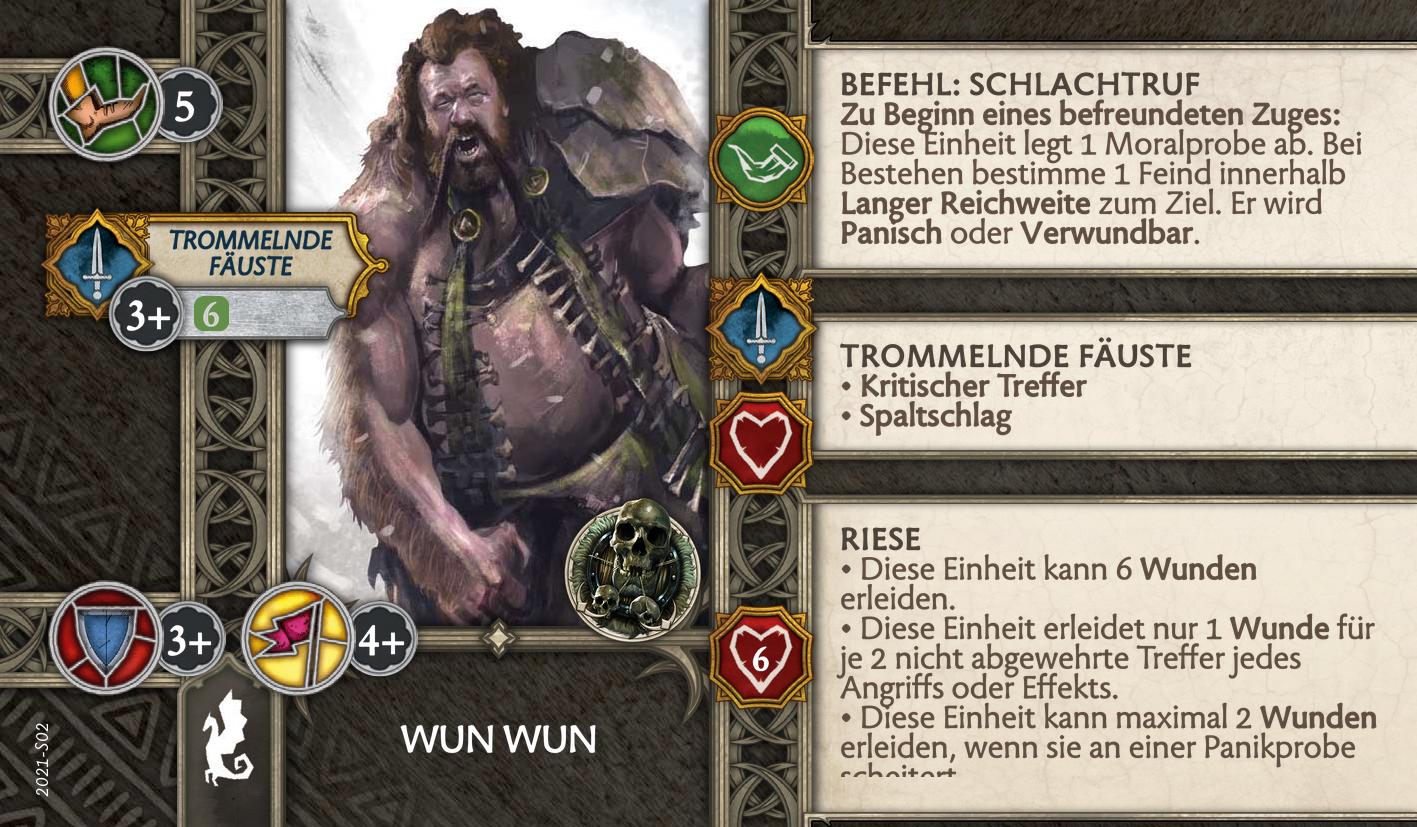 5
TROMMELNDE
FÄUSTE
3+ 6
3+ 4+
WUN WUN
2021-S02
BEFEHL: SCHLACHTRUF
Zu Beginn eines befreundeten Zuges:
Diese Einheit legt 1 Moralprobe ab. Bei
Bestehen bestimme 1 Feind innerhalb
Langer Reichweite zum Ziel. Er wird
Panisch oder Verwundbar.
TROMMELNDE FÄUSTE
• Kritischer Treffer
• Spaltschlag
6
RIESE
• Diese Einheit kann 6 Wunden
erleiden.
• Diese Einheit erleidet nur 1 Wunde für
je 2 nicht abgewehrte Treffer jedes
Angriffs oder Effekts.
• Diese Einheit kann maximal 2 Wunden
erleiden, wenn sie an einer Panikprobe
scheitert